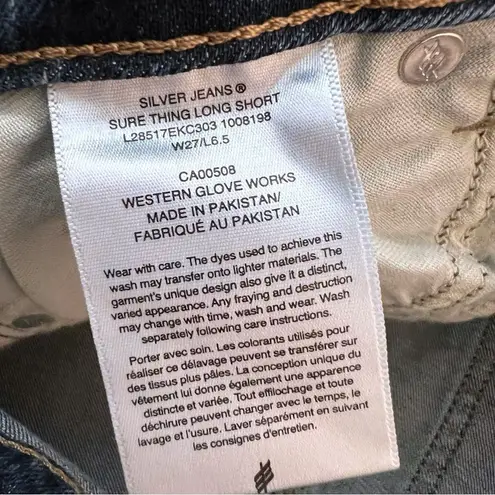 SILVER JEANS®
SURE THING LONG SHORT
L28517EKC303 1008198
W27/L6.5
CA00508
WESTERN GLOVE WORKS
MADE IN PAKISTAN/
FABRIQUÉ AU PAKISTAN
Wear with care. The dyes used to achieve this
wash may transfer onto lighter materials. The
garment's unique design also give it a distinct,
varied appearance. Any fraying and destruction
may change with time, wash and wear. Wash
separately following care instructions.
Porter avec soin. Les colorants utilisés pour
réaliser ce délavage peuvent se transférer sur
des tissus plus pâles. La conception unique du
vêtement lui donne également une apparence
distincte et variée. Tout effilochage et toute
déchirure peuvent changer avec le temps, le
lavage et l'usure. Laver séparément en suivant
les consignes d'entretien.